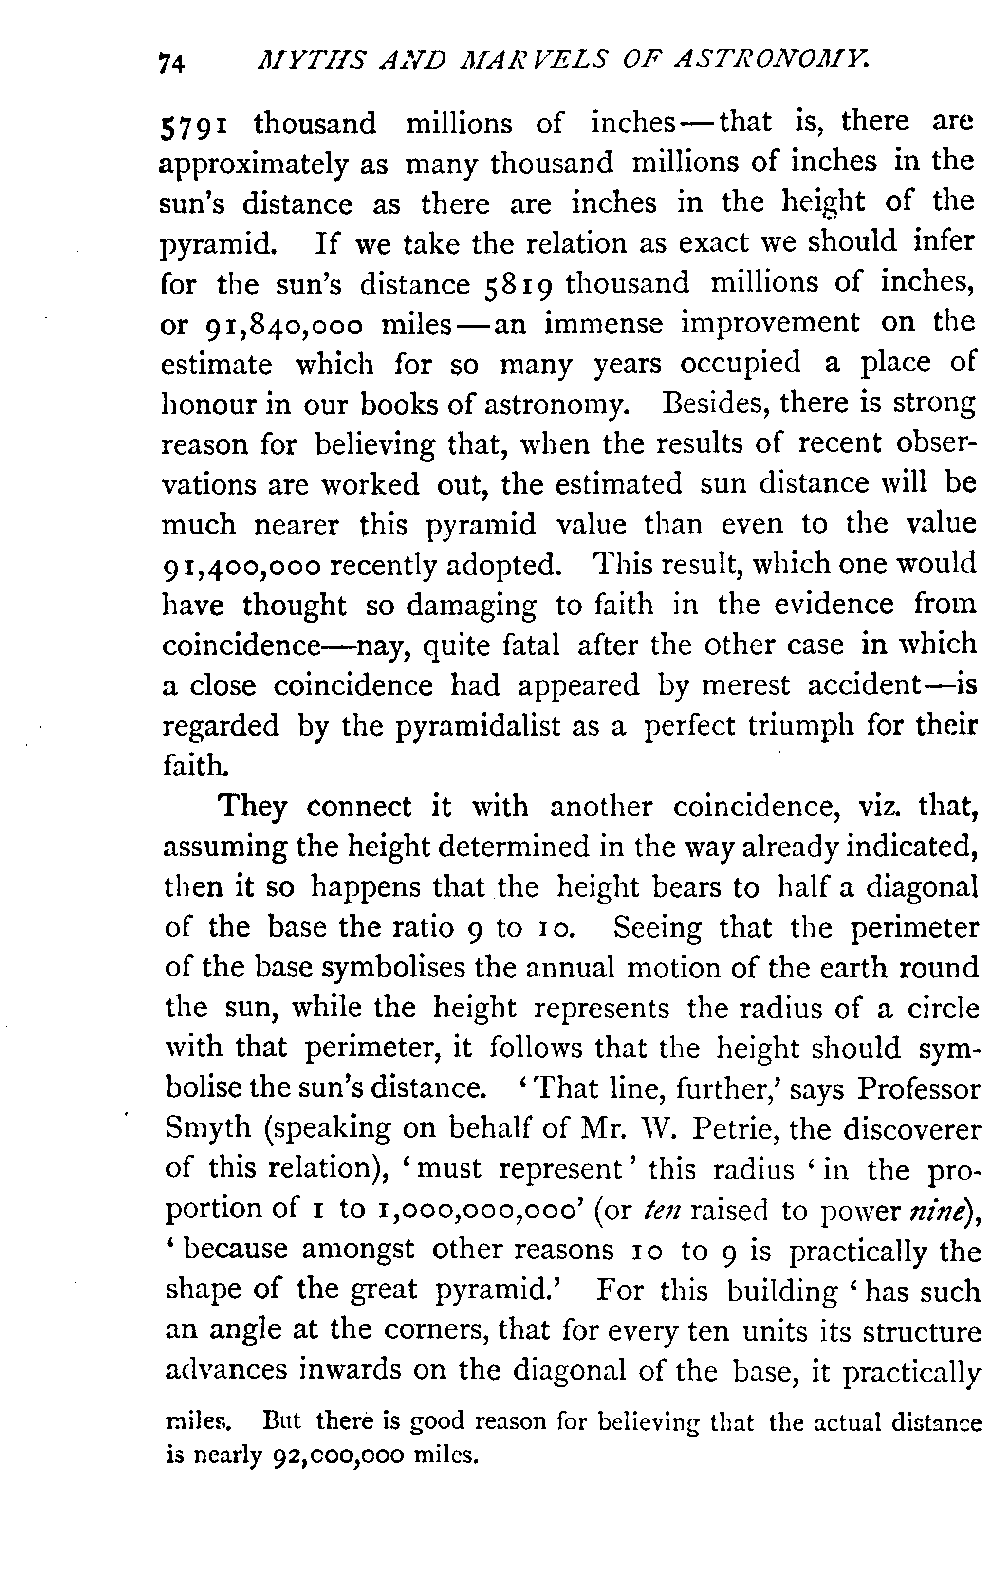 74 MYTHS AND MARVELS OF ASTRONOMY.
5791 thousand millions of inches—that is, there are
approximately as many thousand millions of inches in the
sun's distance as there are inches in the height of the
pyramid. If we take the relation as exact we should infer
for the sun's distance 5819 thousand millions of inches,
or 91,840,000 miles—an immense improvement on the
estimate which for so many years occupied a place of
honour in our books of astronomy. Besides, there is strong
reason for believing that, when the results of recent obser-
vations are worked out, the estimated sun distance will be
much nearer this pyramid value than even to the value
91,400,000 recently adopted. This result, which one would
have thought so damaging to faith in the evidence from
coincidence—nay, quite fatal after the other case in which
a close coincidence had appeared by merest accident—is
regarded by the pyramidalist as a perfect triumph for their
faith.
They connect it with another coincidence, viz. that,
assuming the height determined in the way already indicated,
then it so happens that the height bears to half a diagonal
of the base the ratio 9 to 10. Seeing that the perimeter
of the base symbolises the annual motion of the earth round
the sun, while the height represents the radius of a circle
with that perimeter, it follows that the height should sym-
bolise the sun's distance. 'That line, further,' says Professor
Smyth (speaking on behalf of Mr. W. Petrie, the discoverer
of this relation), 'must represent' this radius 'in the pro-
portion of 1 to 1,000,000,000' (or ten raised to power nine),
'because amongst other reasons 10 to 9 is practically the
shape of the great pyramid.' For this building 'has such
an angle at the corners, that for every ten units its structure
advances inwards on the diagonal of the base, it practically
miles. But there is good reason for believing that the actual distance
is nearly 92,000,000 miles.